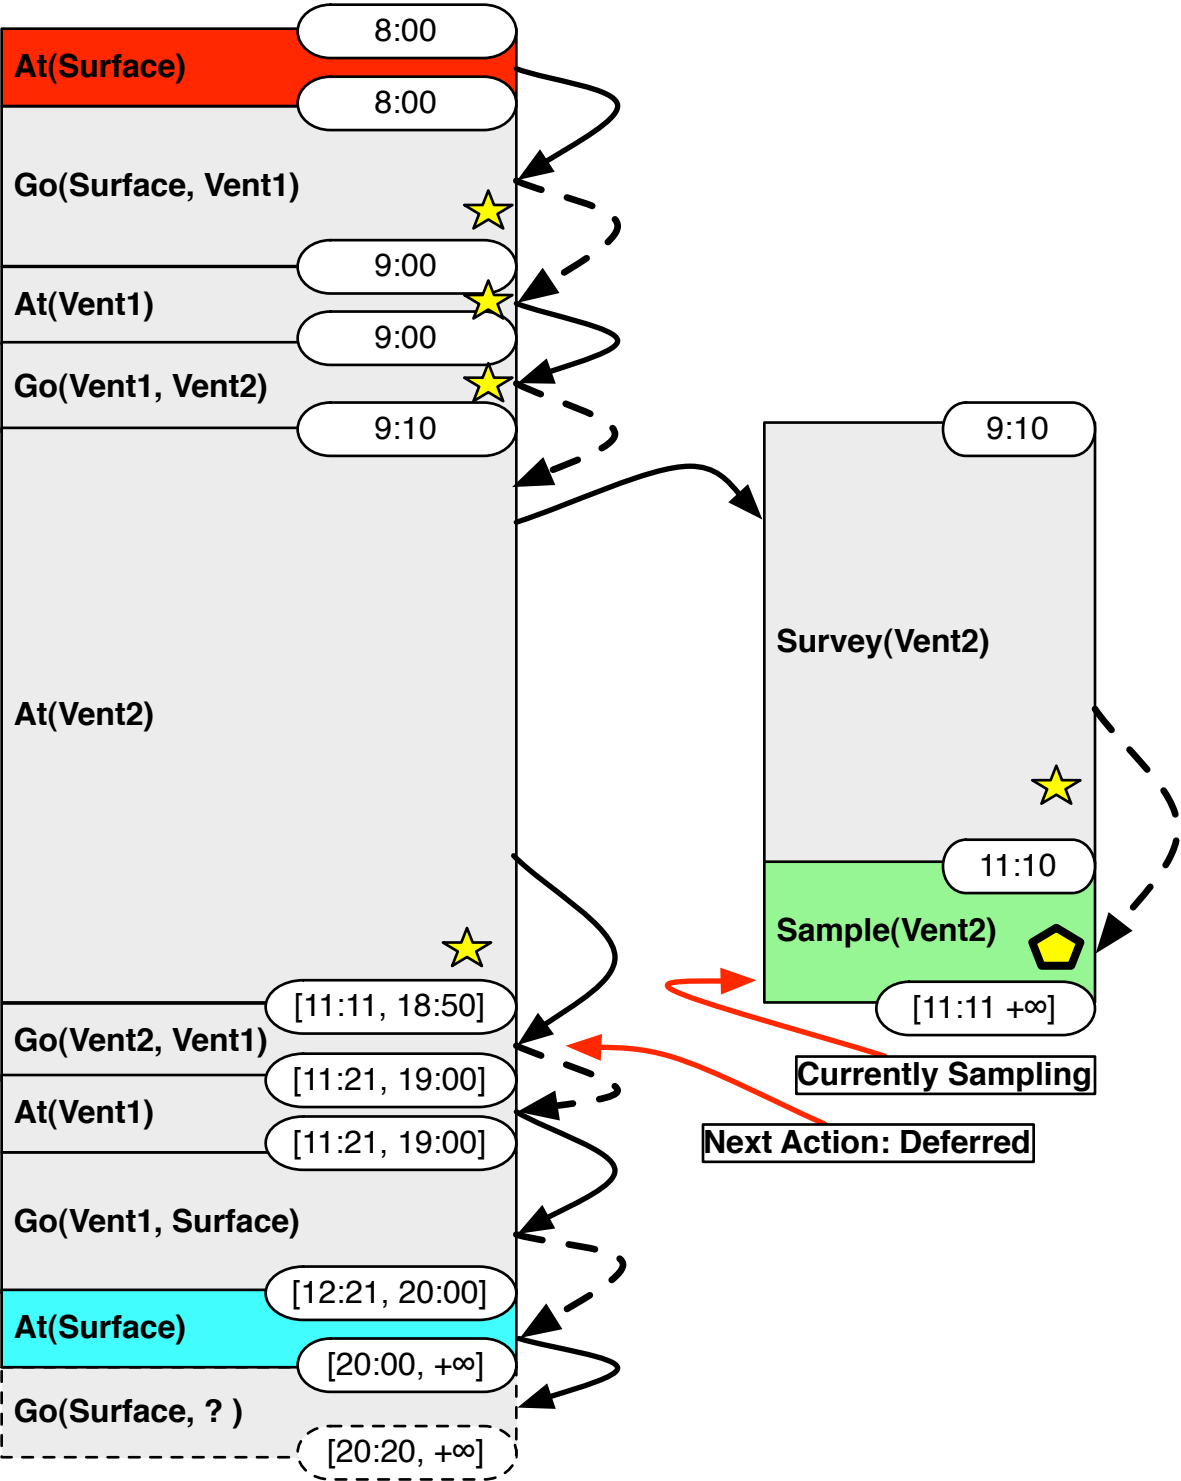 8:00
At(Surface)
8:00
Go(Surface, Vent1)
9:00
At(Vent1)
9:00
Go(Vent1, Vent2)
9:10
At(Vent2)
[11:11, 18:50]
Go(Vent2, Vent1)
[11:21, 19:00]
At(Vent1)
[11:21, 19:00]
Go(Vent1, Surface)
[12:21, 20:00]
At(Surface)
[20:00, +∞]
Go(Surface, ? )
[20:20, +∞]
9:10
Survey(Vent2)
11:10
Sample(Vent2)
[11:11 +∞]
Currently Sampling
Next Action: Deferred